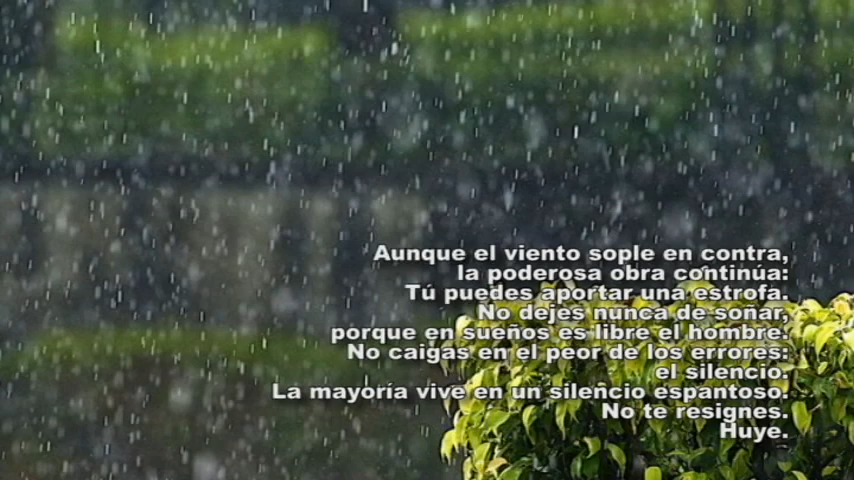 Aunque el viento sople en contra,
la poderosa obra continúa:
Tú puedes aportar una estrofa.
No dejes nunca de soñar,
porque en sueños es libre el hombre.
No caigas en el peor de los errores:
el silencio.
La mayoría vive en un silencio espantoso.
No te resignes.
Huye.